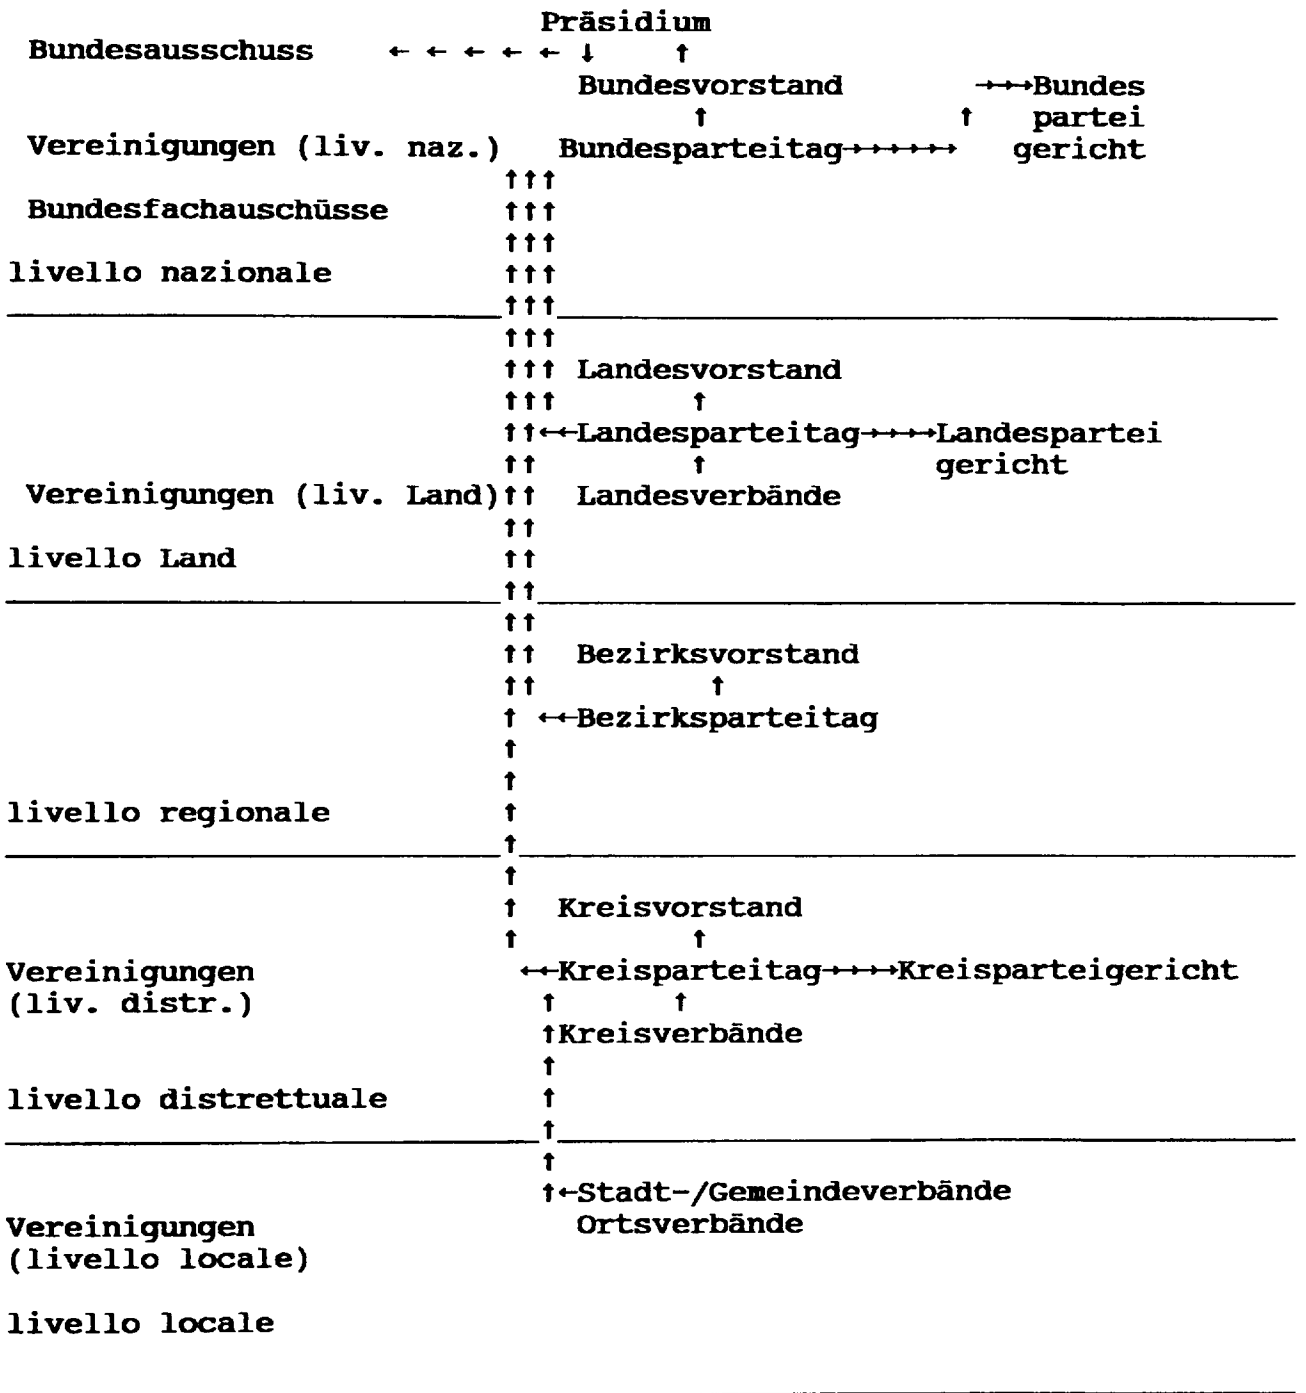 Präsidium
Bundesausschuss ← ← ← ← ← ↓ ↑
Bundesvorstand →→→Bundes
↑ ↑ partei
Vereinigungen (liv. naz.) Bundesparteitag→→→→→→ gericht
↑↑↑
Bundesfachauschüsse ↑↑↑
↑↑↑
livello nazionale ↑↑↑
↑↑↑
↑↑↑
↑↑↑ Landesvorstand
↑↑↑ ↑
↑↑←←Landesparteitag→→→→Landespartei
↑↑ ↑ gericht
Vereinigungen (liv. Land)↑↑ Landesverbände
↑↑
livello Land ↑↑
↑↑
↑↑
↑↑ Bezirksvorstand
↑↑ ↑
↑ ←←Bezirksparteitag
↑
↑
livello regionale ↑
↑
↑
↑ Kreisvorstand
↑ ↑
Vereinigungen ←←Kreisparteitag→→→→Kreisparteigericht
(liv. distr.) ↑ ↑
↑Kreisverbände
↑
livello distrettuale ↑
↑
↑
↑←Stadt-/Gemeindeverbände
Vereinigungen Ortsverbände
(livello locale)
livello locale